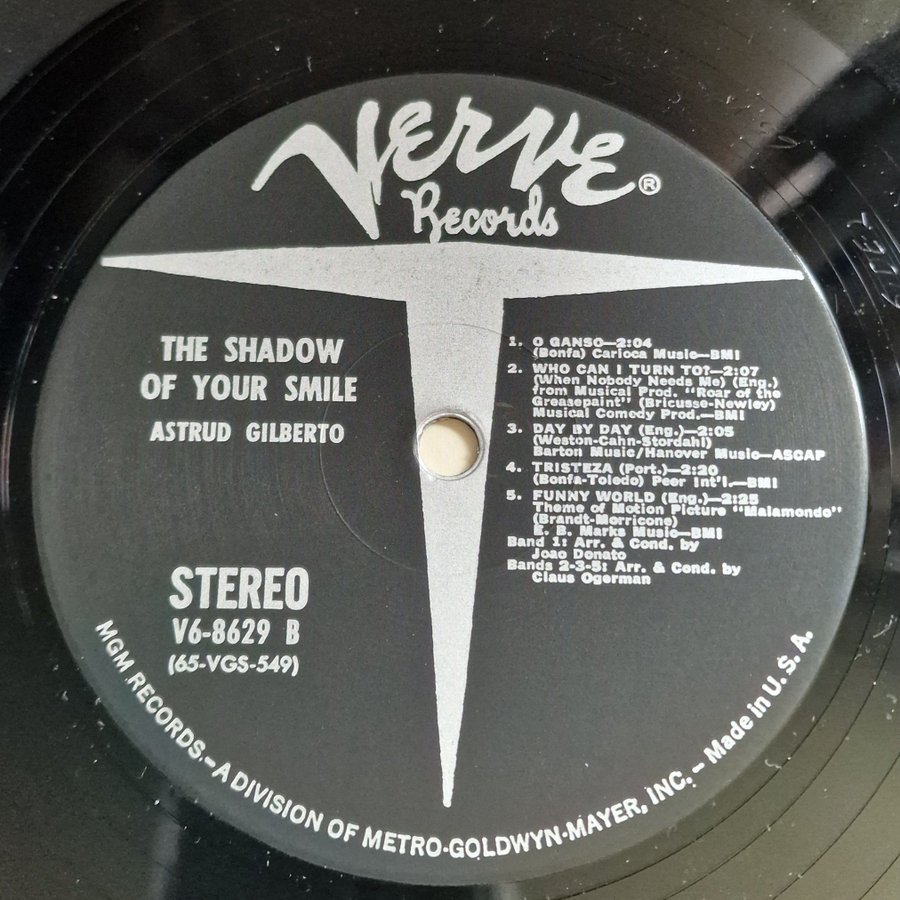 Verve ®
Records
THE SHADOW
OF YOUR SMILE
ASTRUD GILBERTO
STEREO
V6-8629 B
(65-VGS-549)
1. O GANSO—2:04
(Bonfa) Carioca Music—BMI
2. WHO CAN I TURN TO?—2:07
(When Nobody Needs Me) (Eng.)
from Musical Prod. "Roar of the
Greasepaint" (Bricusse-Newley)
Musical Comedy Prod.—BMI
3. DAY BY DAY (Eng.)—2:05
(Weston-Cahn-Stordahl)
Barton Music/Hanover Music—ASCAP
4. TRISTEZA (Port.)—2:20
(Bonfa-Toledo) Peer Int'l.—BMI
5. FUNNY WORLD (Eng.)—2:25
Theme of Motion Picture "Malamondo"
(Brandt-Morricone)
E. B. Marks Music—BMI
Band 1: Arr. & Cond. by
Joao Donato
Bands 2-3-5: Arr. & Cond. by
Claus Ogerman
MGM RECORDS.—A DIVISION OF METRO-GOLDWYN-MAYER, INC. – Made in U. S. A.